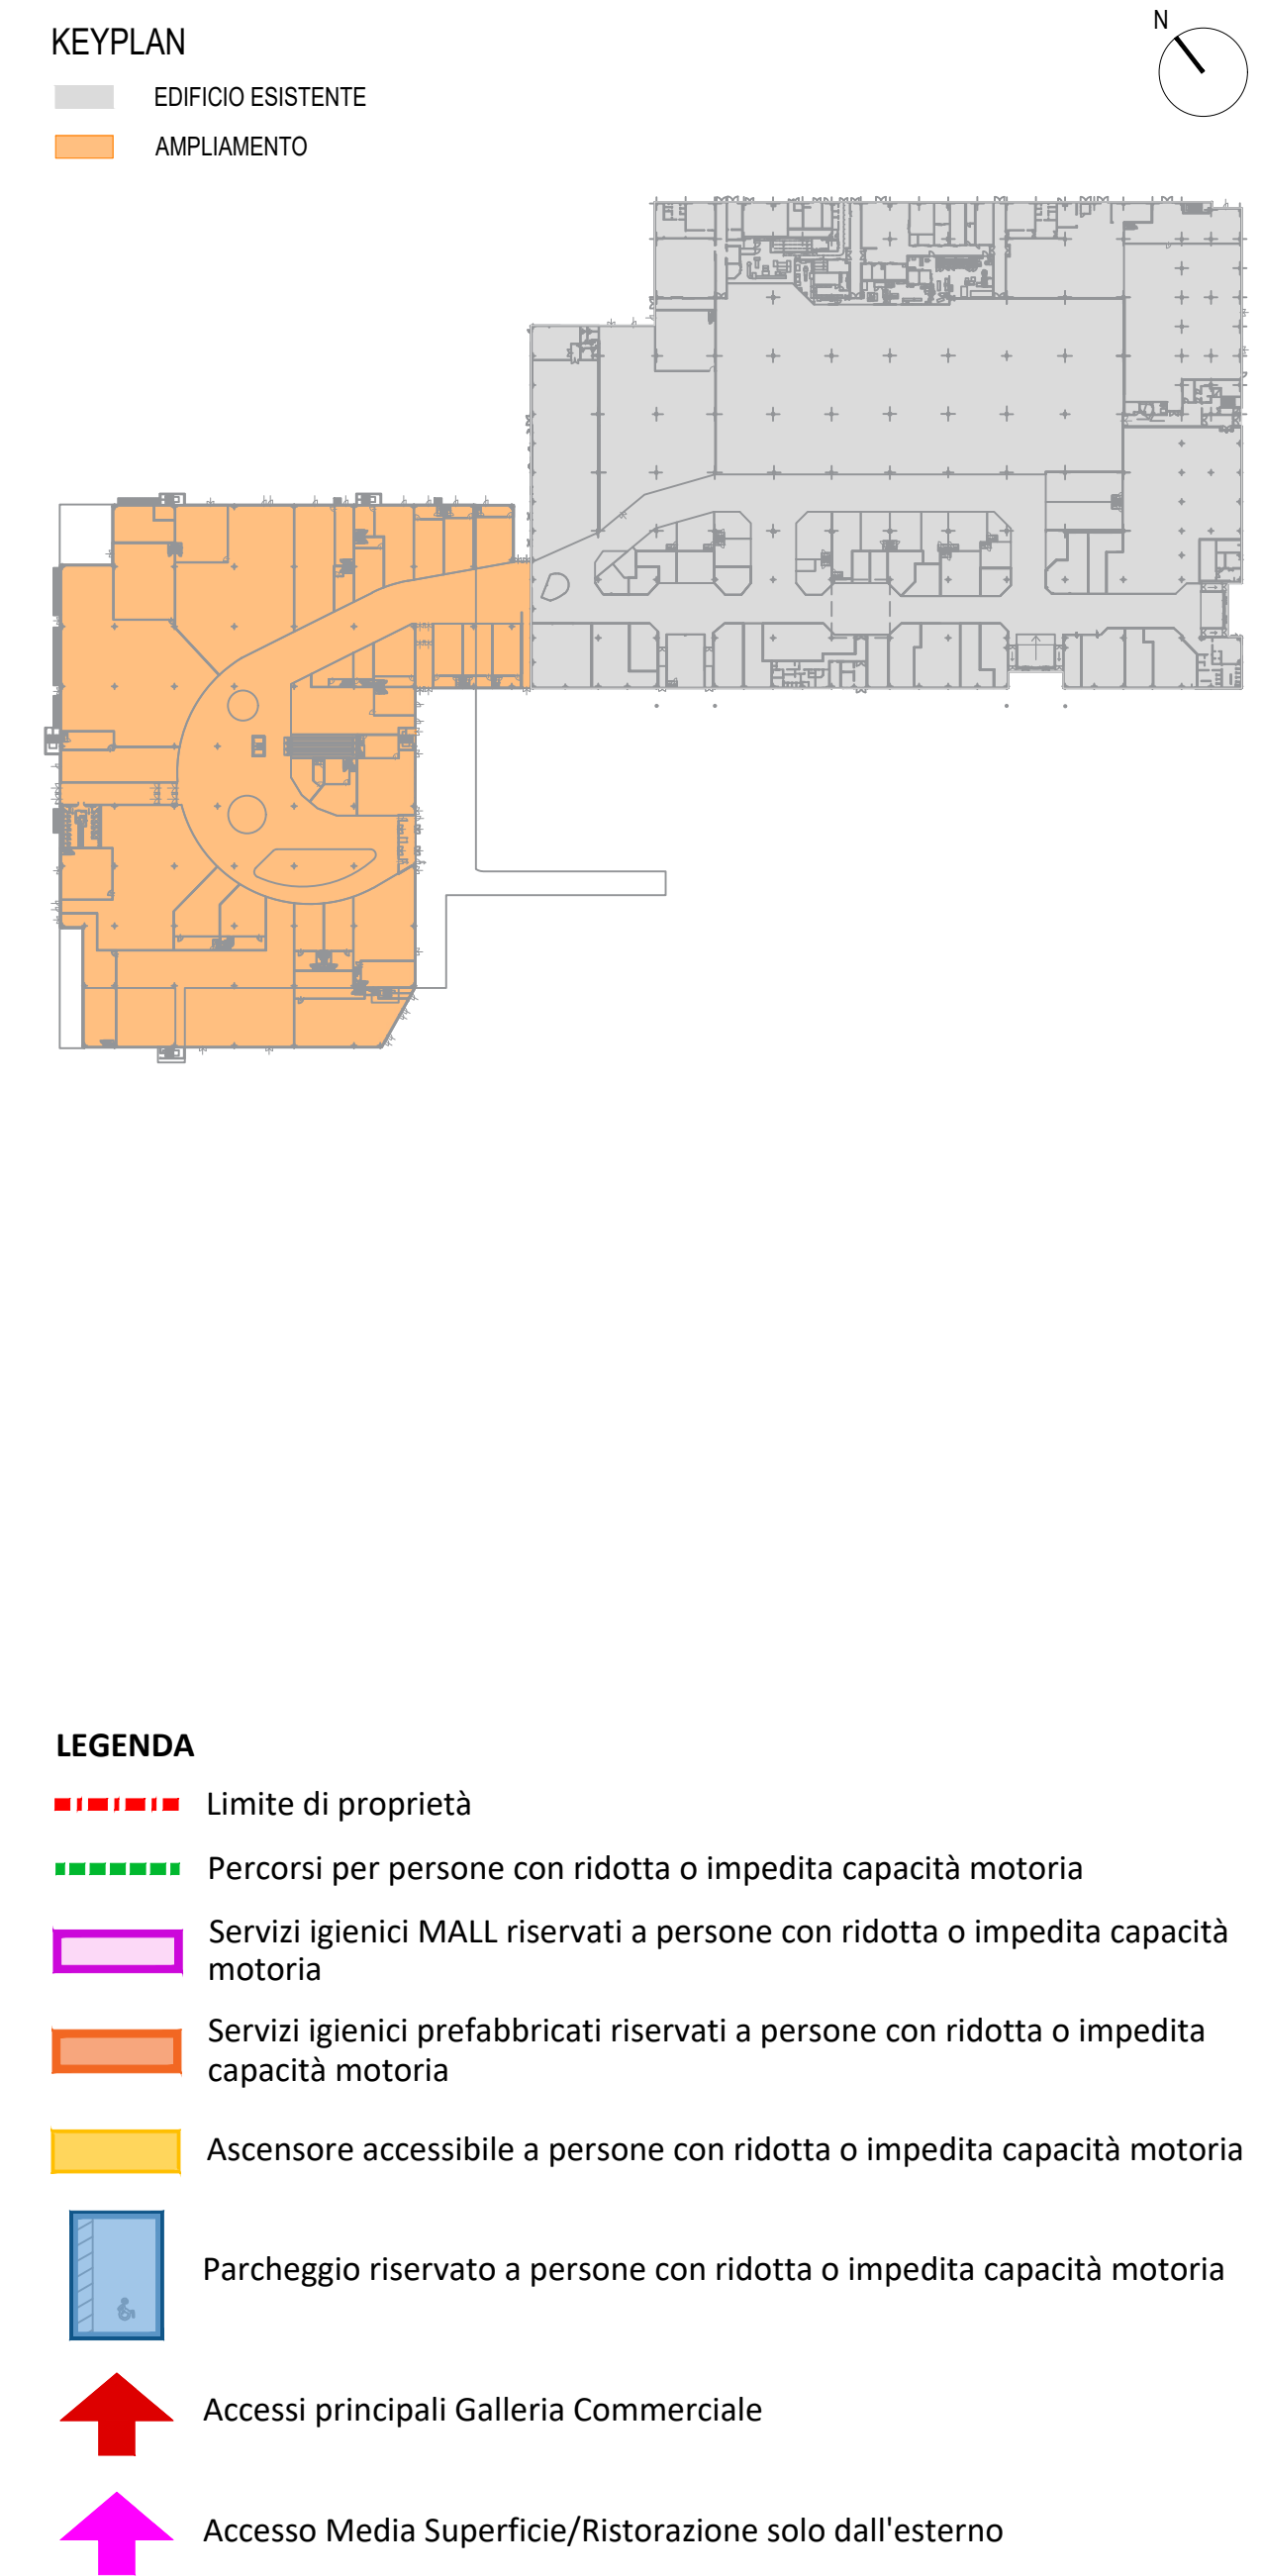 N
KEYPLAN
EDIFICIO ESISTENTE
AMPLIAMENTO
LEGENDA
Limite di proprietà
Percorsi per persone con ridotta o impedita capacità motoria
Servizi igienici MALL riservati a persone con ridotta o impedita capacità
motoria
Servizi igienici prefabbricati riservati a persone con ridotta o impedita
capacità motoria
Ascensore accessibile a persone con ridotta o impedita capacità motoria
Parcheggio riservato a persone con ridotta o impedita capacità motoria
Accessi principali Galleria Commerciale
Accesso Media Superficie/Ristorazione solo dall'esterno